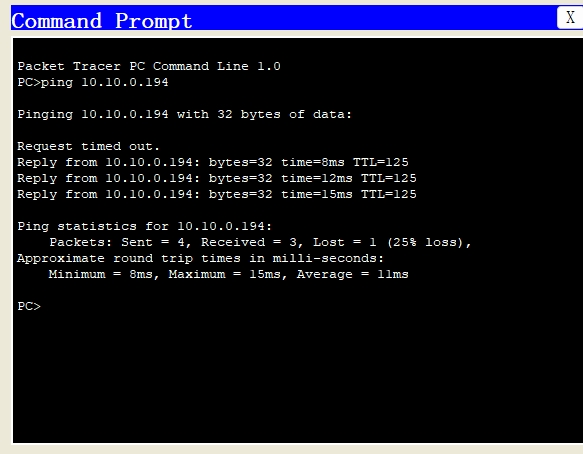 Command Prompt
X
Packet Tracer PC Command Line 1.0
PC>ping 10.10.0.194
Pinging 10.10.0.194 with 32 bytes of data:
Request timed out.
Reply from 10.10.0.194: bytes=32 time=8ms TTL=125
Reply from 10.10.0.194: bytes=32 time=12ms TTL=125
Reply from 10.10.0.194: bytes=32 time=15ms TTL=125
Ping statistics for 10.10.0.194:
Packets: Sent = 4, Received = 3, Lost = 1 (25% loss),
Approximate round trip times in milli-seconds:
Minimum = 8ms, Maximum = 15ms, Average = 11ms
PC>